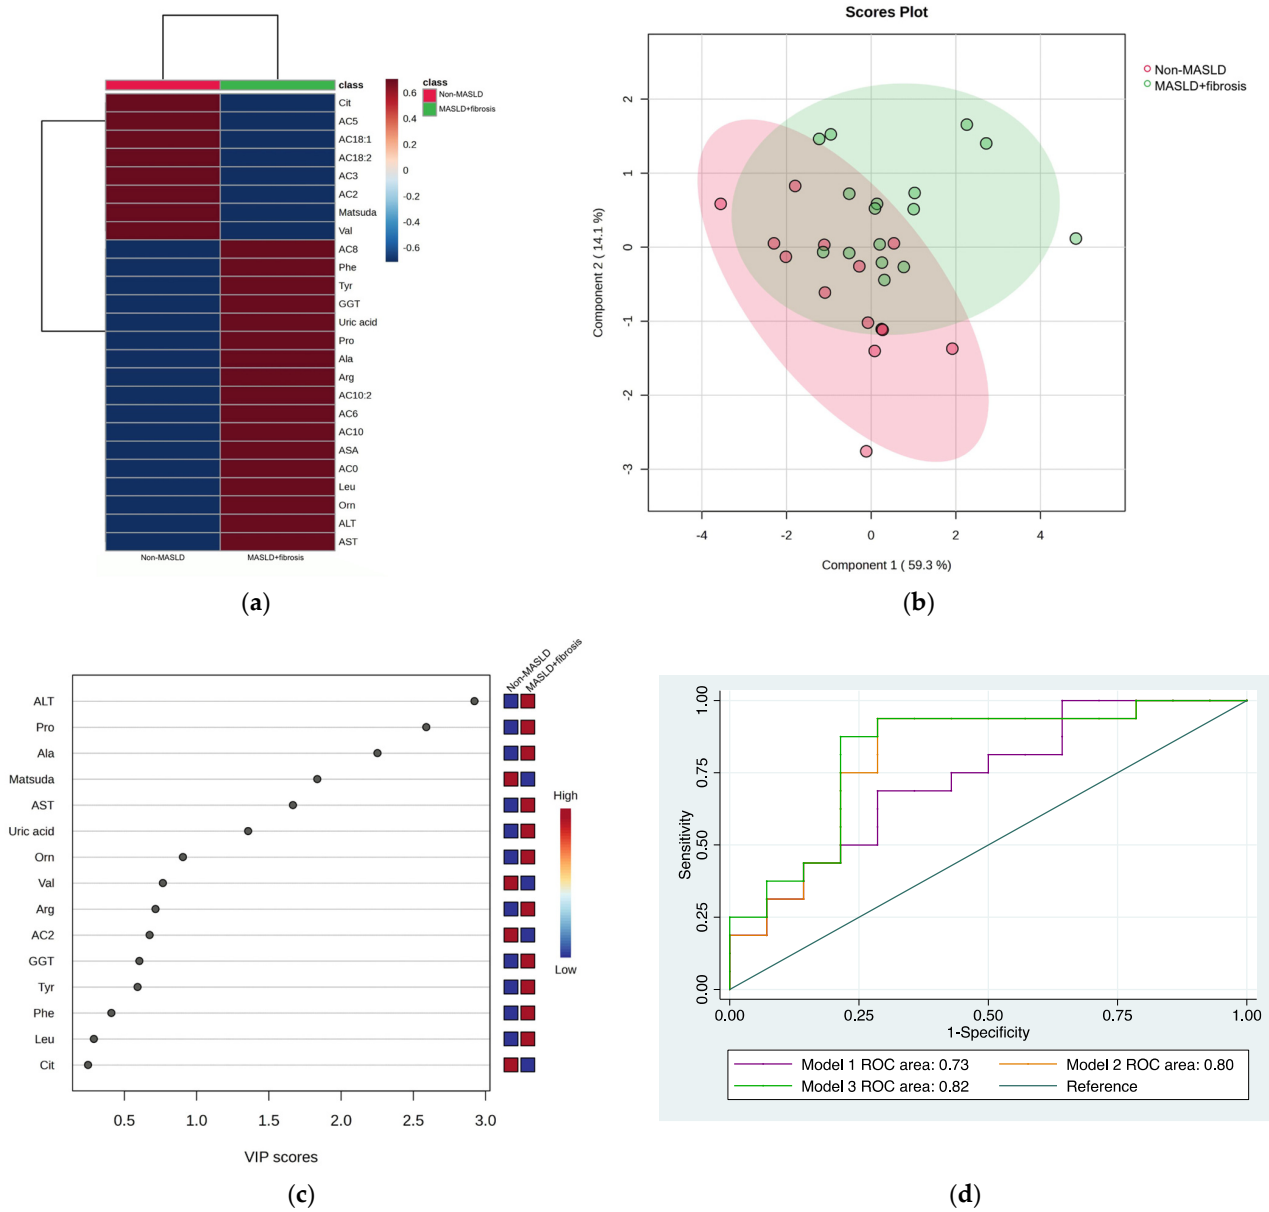 class
Cit
AC5
AC18:1
AC18:2
AC3
AC2
Matsuda
Val
AC8
Phe
Tyr
GGT
Uric acid
Pro
Ala
Arg
AC10:2
AC6
AC10
ASA
AC0
Leu
Orn
ALT
AST
Non-MASLD
MASLD+fibrosis
0.6
0.4
0.2
0
-0.2
-0.4
-0.6
class
Non-MASLD
MASLD+fibrosis
(a)
Scores Plot
Component 2 ( 14.1 %)
2
1
0
-1
-2
-3
-4
-2
0
2
4
Component 1 ( 59.3 %)
Non-MASLD
MASLD+fibrosis
(b)
Non-MASLD
MASLD+fibrosis
ALT
Pro
Ala
Matsuda
AST
Uric acid
Orn
Val
Arg
AC2
GGT
Tyr
Phe
Leu
Cit
0.5
1.0
1.5
2.0
2.5
3.0
VIP scores
High
Low
(c)
Sensitivity
1.00
0.75
0.50
0.25
0.00
0.00
0.25
0.50
0.75
1.00
1-Specificity
Model 1 ROC area: 0.73
Model 2 ROC area: 0.80
Model 3 ROC area: 0.82
Reference
(d)